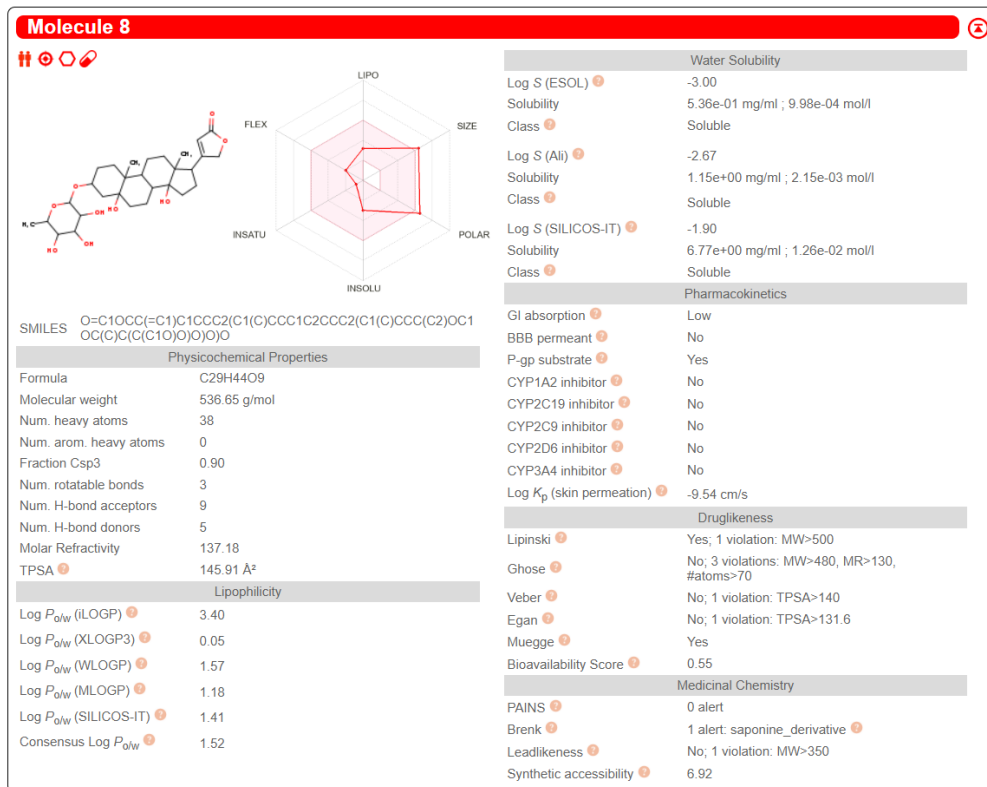 Molecule 8
LIPO
FLEX
SIZE
INSATU
POLAR
INSOLU
O
O
CH₃
CH₃
O
O
HO
HO
OH
H₃C
OH
HO
SMILES O=C1OCC(=C1)C1CCC2(C1(C)CCC1C2CCC2(C1(C)CCC(C2)OC1
OC(C)C(C(C1O)O)O)O)O
Physicochemical Properties
Formula C29H44O9
Molecular weight 536.65 g/mol
Num. heavy atoms 38
Num. arom. heavy atoms 0
Fraction Csp3 0.90
Num. rotatable bonds 3
Num. H-bond acceptors 9
Num. H-bond donors 5
Molar Refractivity 137.18
TPSA ? 145.91 Å²
Lipophilicity
Log Po/w (iLOGP) ? 3.40
Log Po/w (XLOGP3) ? 0.05
Log Po/w (WLOGP) ? 1.57
Log Po/w (MLOGP) ? 1.18
Log Po/w (SILICOS-IT) ? 1.41
Consensus Log Po/w ? 1.52
Water Solubility
Log S (ESOL) ? -3.00
Solubility 5.36e-01 mg/ml ; 9.98e-04 mol/l
Class ? Soluble
Log S (Ali) ? -2.67
Solubility 1.15e+00 mg/ml ; 2.15e-03 mol/l
Class ? Soluble
Log S (SILICOS-IT) ? -1.90
Solubility 6.77e+00 mg/ml ; 1.26e-02 mol/l
Class ? Soluble
Pharmacokinetics
GI absorption ? Low
BBB permeant ? No
P-gp substrate ? Yes
CYP1A2 inhibitor ? No
CYP2C19 inhibitor ? No
CYP2C9 inhibitor ? No
CYP2D6 inhibitor ? No
CYP3A4 inhibitor ? No
Log Kp (skin permeation) ? -9.54 cm/s
Druglikeness
Lipinski ? Yes; 1 violation: MW>500
Ghose ? No; 3 violations: MW>480, MR>130,
#atoms>70
Veber ? No; 1 violation: TPSA>140
Egan ? No; 1 violation: TPSA>131.6
Muegge ? Yes
Bioavailability Score ? 0.55
Medicinal Chemistry
PAINS ? 0 alert
Brenk ? 1 alert: saponine_derivative ?
Leadlikeness ? No; 1 violation: MW>350
Synthetic accessibility ? 6.92